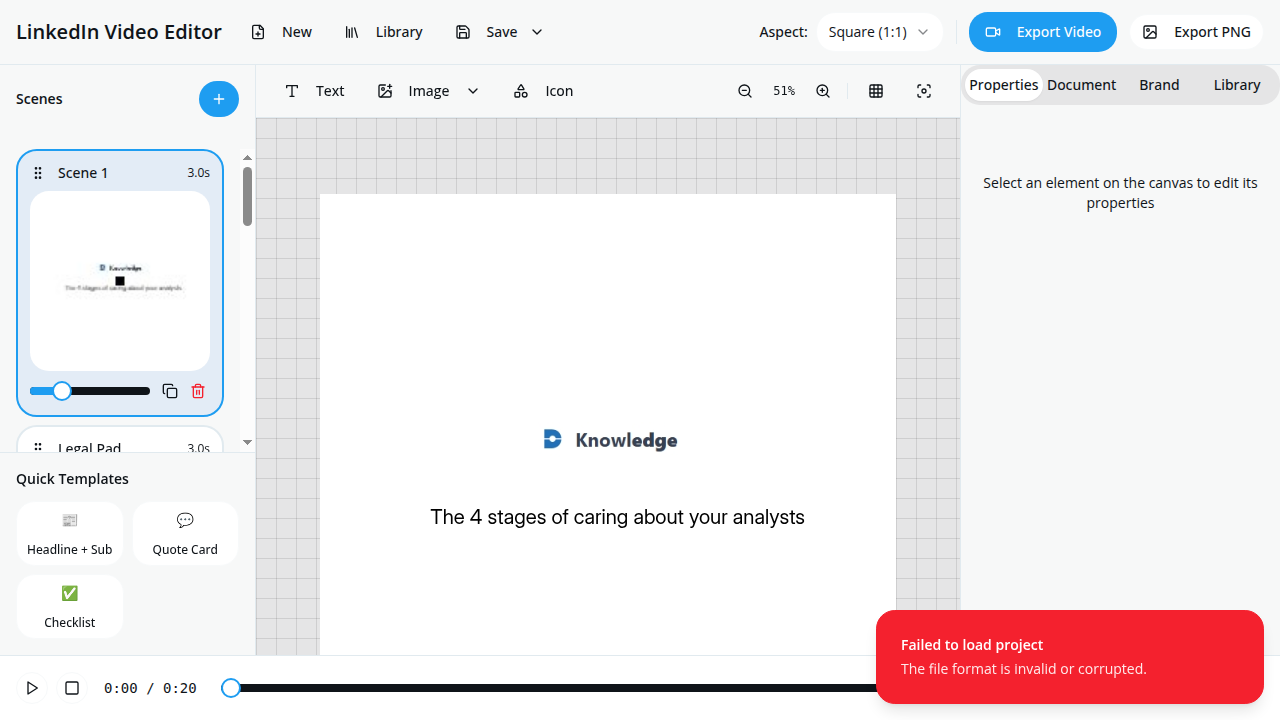 LinkedIn Video Editor
New
Library
Save
Aspect:
Square (1:1)
Export Video
Export PNG
Scenes
Text
Image
Icon
51%
Properties
Document
Brand
Library
Scene 1
3.0s
Knowledge
The 4 stages of caring about your analysts
Legal Pad
3.0s
Select an element on the canvas to edit its
properties
Knowledge
The 4 stages of caring about your analysts
Quick Templates
Headline + Sub
Quote Card
Checklist
0:00 / 0:20
Failed to load project
The file format is invalid or corrupted.